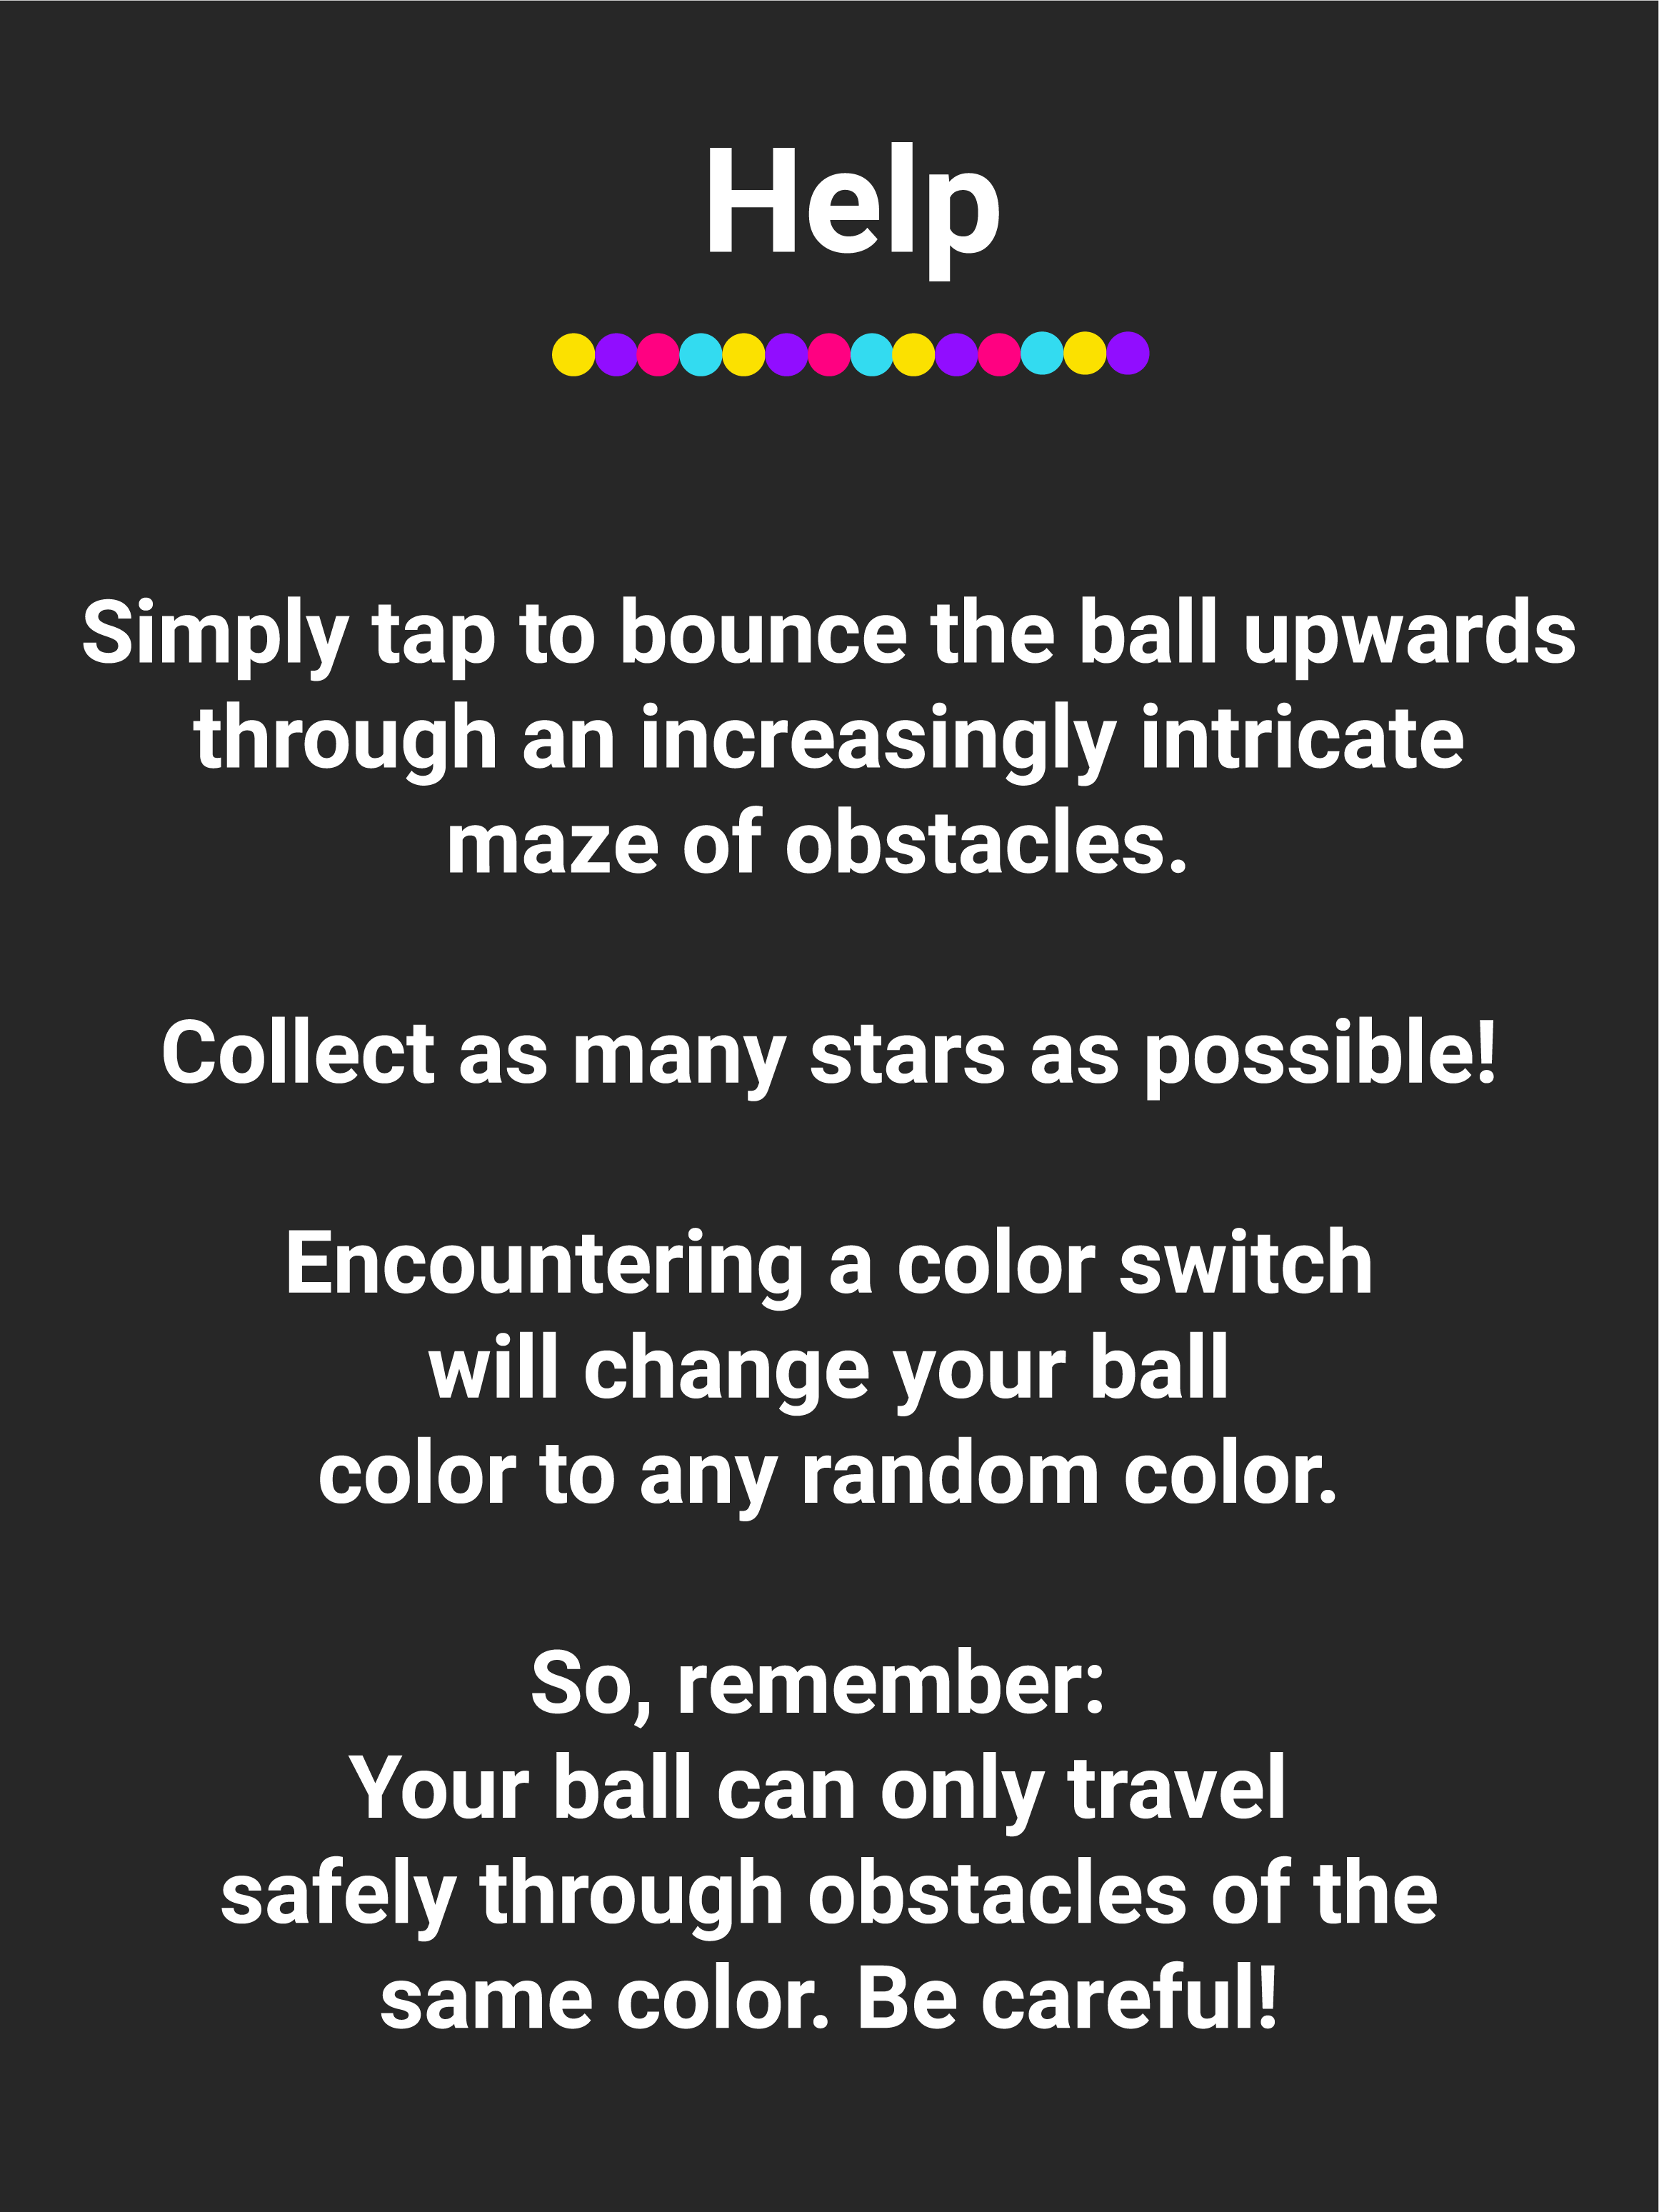 Help
Simply tap to bounce the ball upwards
through an increasingly intricate
maze of obstacles.
Collect as many stars as possible!
Encountering a color switch
will change your ball
color to any random color.
So, remember:
Your ball can only travel
safely through obstacles of the
same color. Be careful!